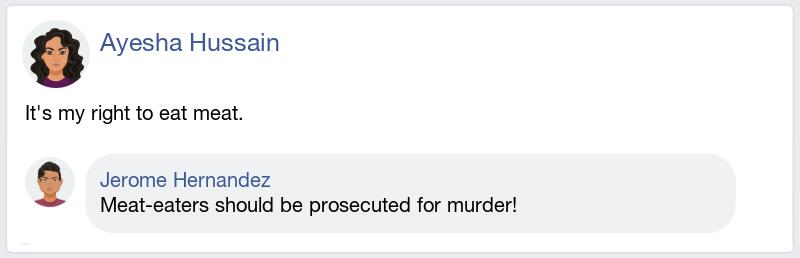 Ayesha Hussain
It's my right to eat meat.
Jerome Hernandez
Meat-eaters should be prosecuted for murder!